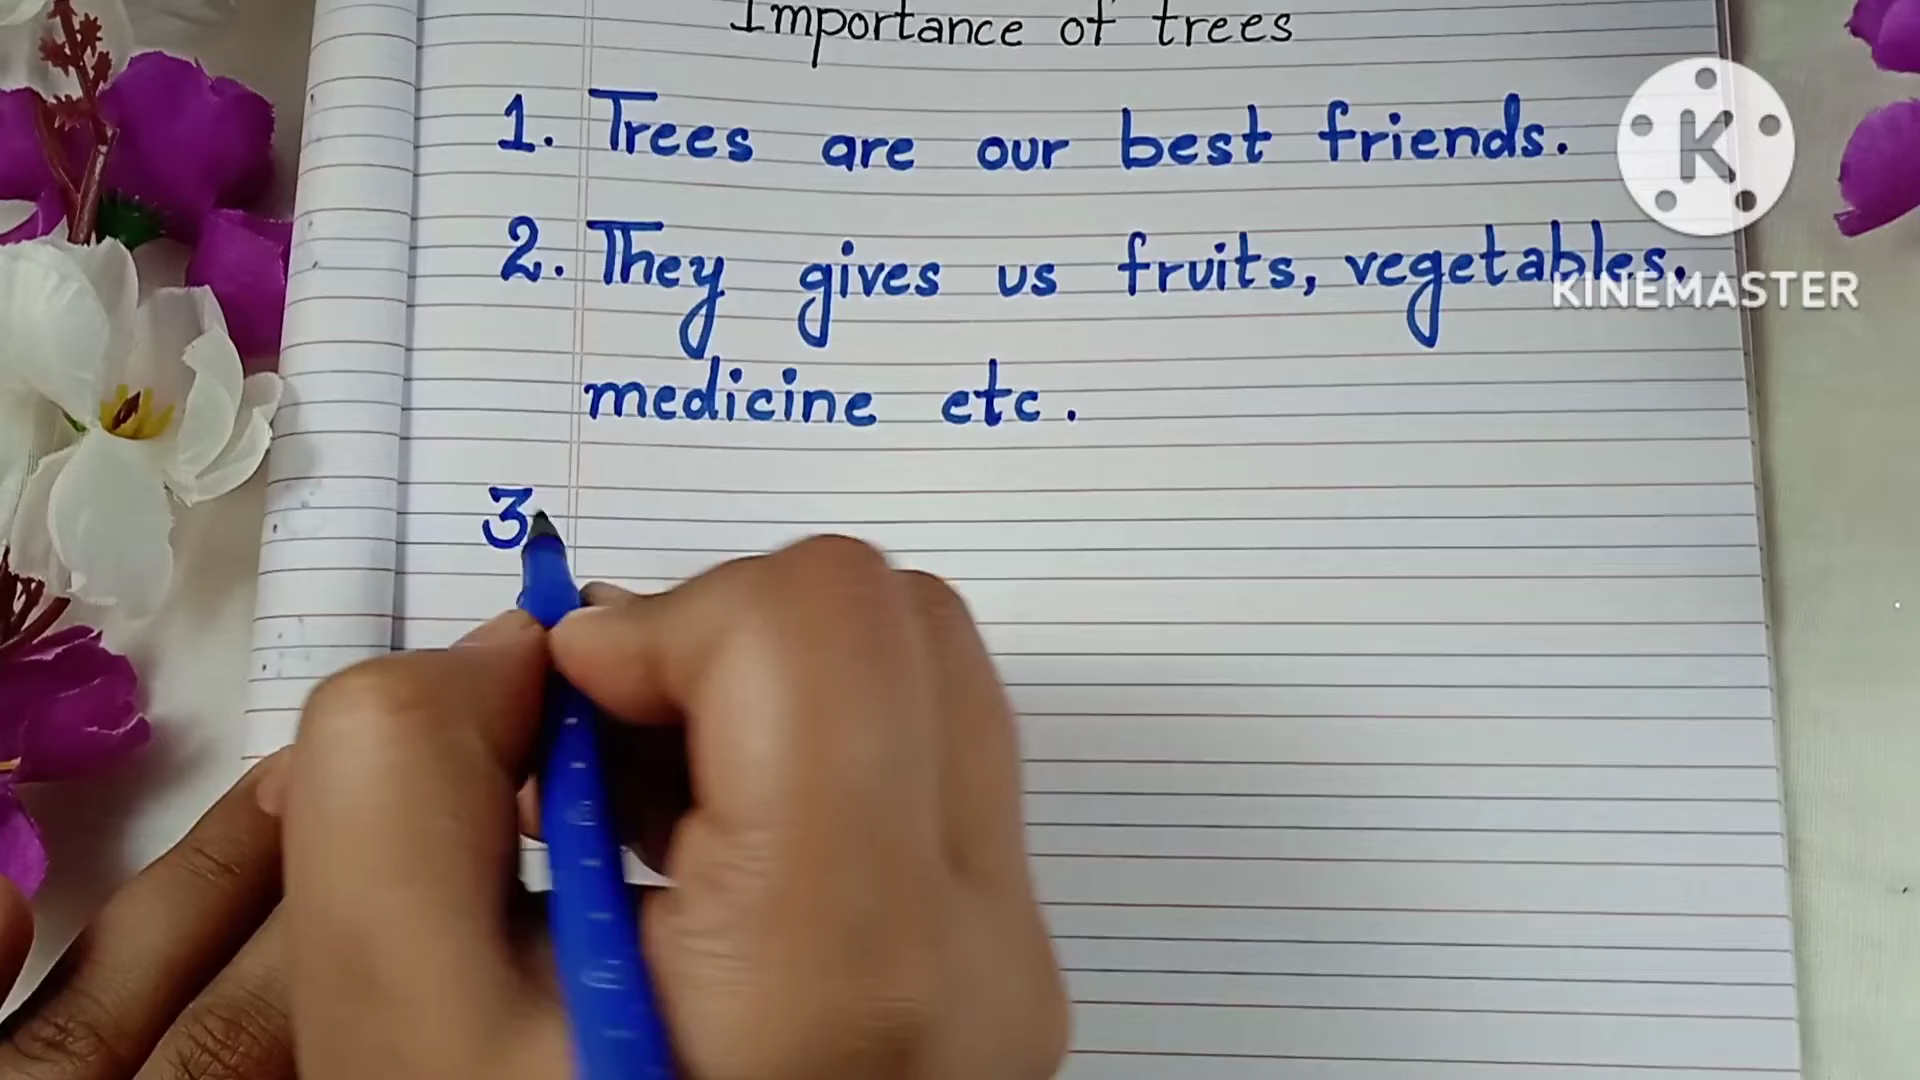 Importance of trees
1. Trees are our best friends.
2. They gives us fruits, vegetables.
medicine etc.
3
K
KINEMASTER